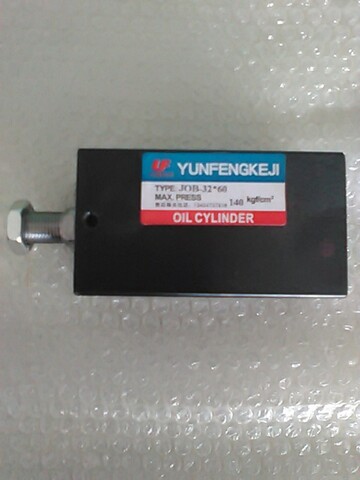 YUNFENGKEJI
TYPE: JOB-32*60
MAX. PRESS 140 kgf/cm²
OIL CYLINDER